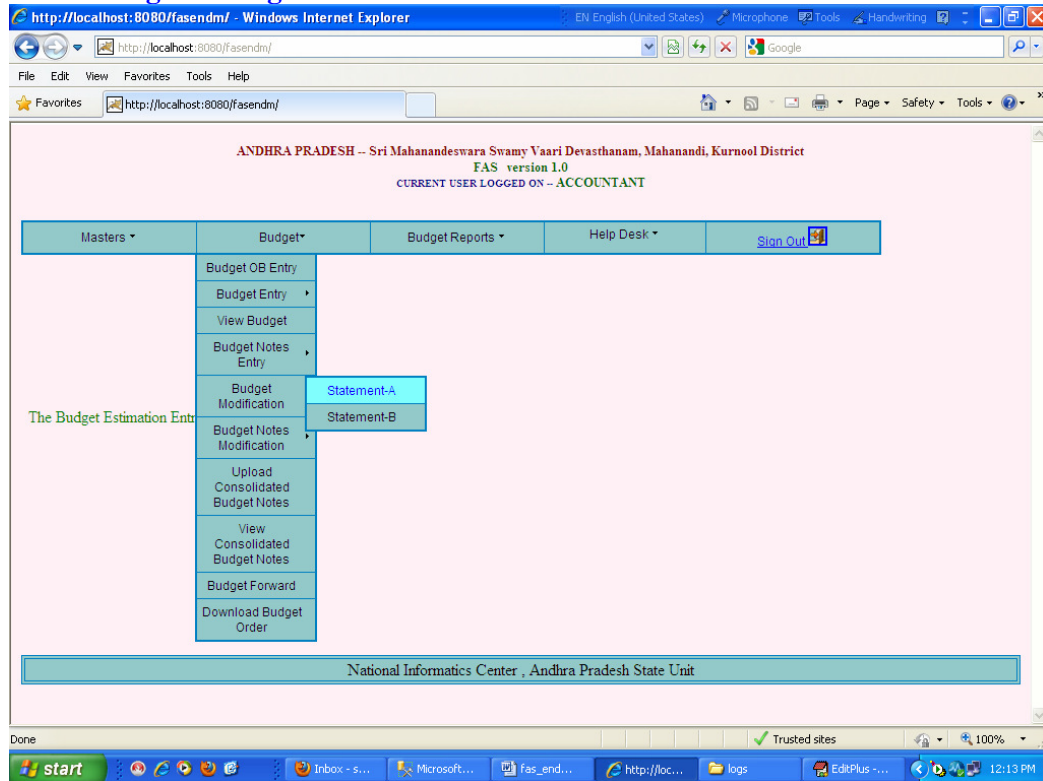 http://localhost:8080/fasendm/ - Windows Internet Explorer
EN English (United States) Microphone Tools Handwriting
http://localhost:8080/fasendm/
Google
File Edit View Favorites Tools Help
Favorites http://localhost:8080/fasendm/ Page Safety Tools
ANDHRA PRADESH -- Sri Mahanandeswara Swamy Vaari Devasthanam, Mahanandi, Kurnool District
FAS version 1.0
CURRENT USER LOGGED ON -- ACCOUNTANT
Masters Budget Budget Reports Help Desk Sign Out
Budget OB Entry
Budget Entry
View Budget
Budget Notes
Entry
Budget
Modification
Statement-A
Statement-B
The Budget Estimation Entr
Budget Notes
Modification
Upload
Consolidated
Budget Notes
View
Consolidated
Budget Notes
Budget Forward
Download Budget
Order
National Informatics Center , Andhra Pradesh State Unit
Done Trusted sites 100%
start Inbox - s... Microsoft... fas_end... http://loc... logs EditPlus -... 12:13 PM